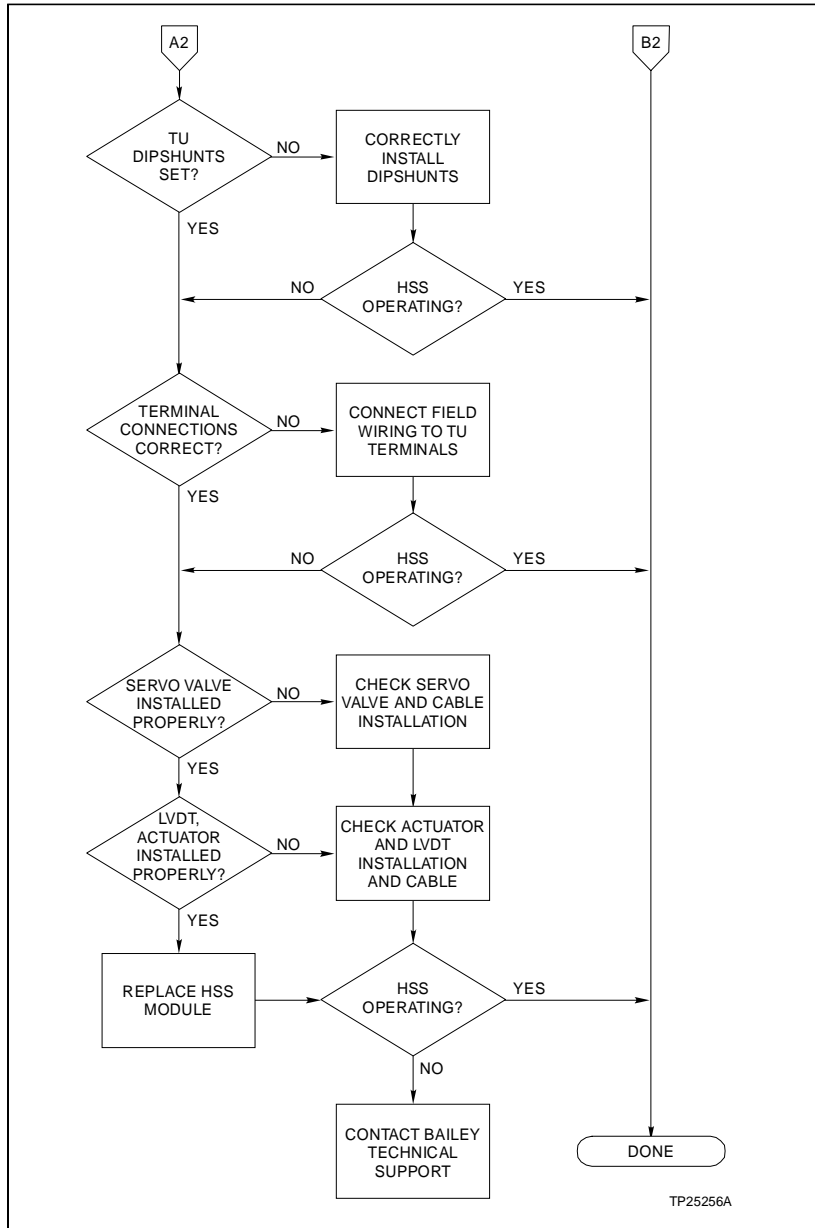 A2
B2
TU
DIPSHUNTS
SET?
NO
CORRECTLY
INSTALL
DIPSHUNTS
YES
NO
HSS
OPERATING?
YES
TERMINAL
CONNECTIONS
CORRECT?
NO
CONNECT FIELD
WIRING TO TU
TERMINALS
YES
NO
HSS
OPERATING?
YES
SERVO VALVE
INSTALLED
PROPERLY?
NO
CHECK SERVO
VALVE AND CABLE
INSTALLATION
YES
LVDT,
ACTUATOR
INSTALLED
PROPERLY?
NO
CHECK ACTUATOR
AND LVDT
INSTALLATION
AND CABLE
YES
REPLACE HSS
MODULE
HSS
OPERATING?
YES
NO
CONTACT BAILEY
TECHNICAL
SUPPORT
DONE
TP25256A